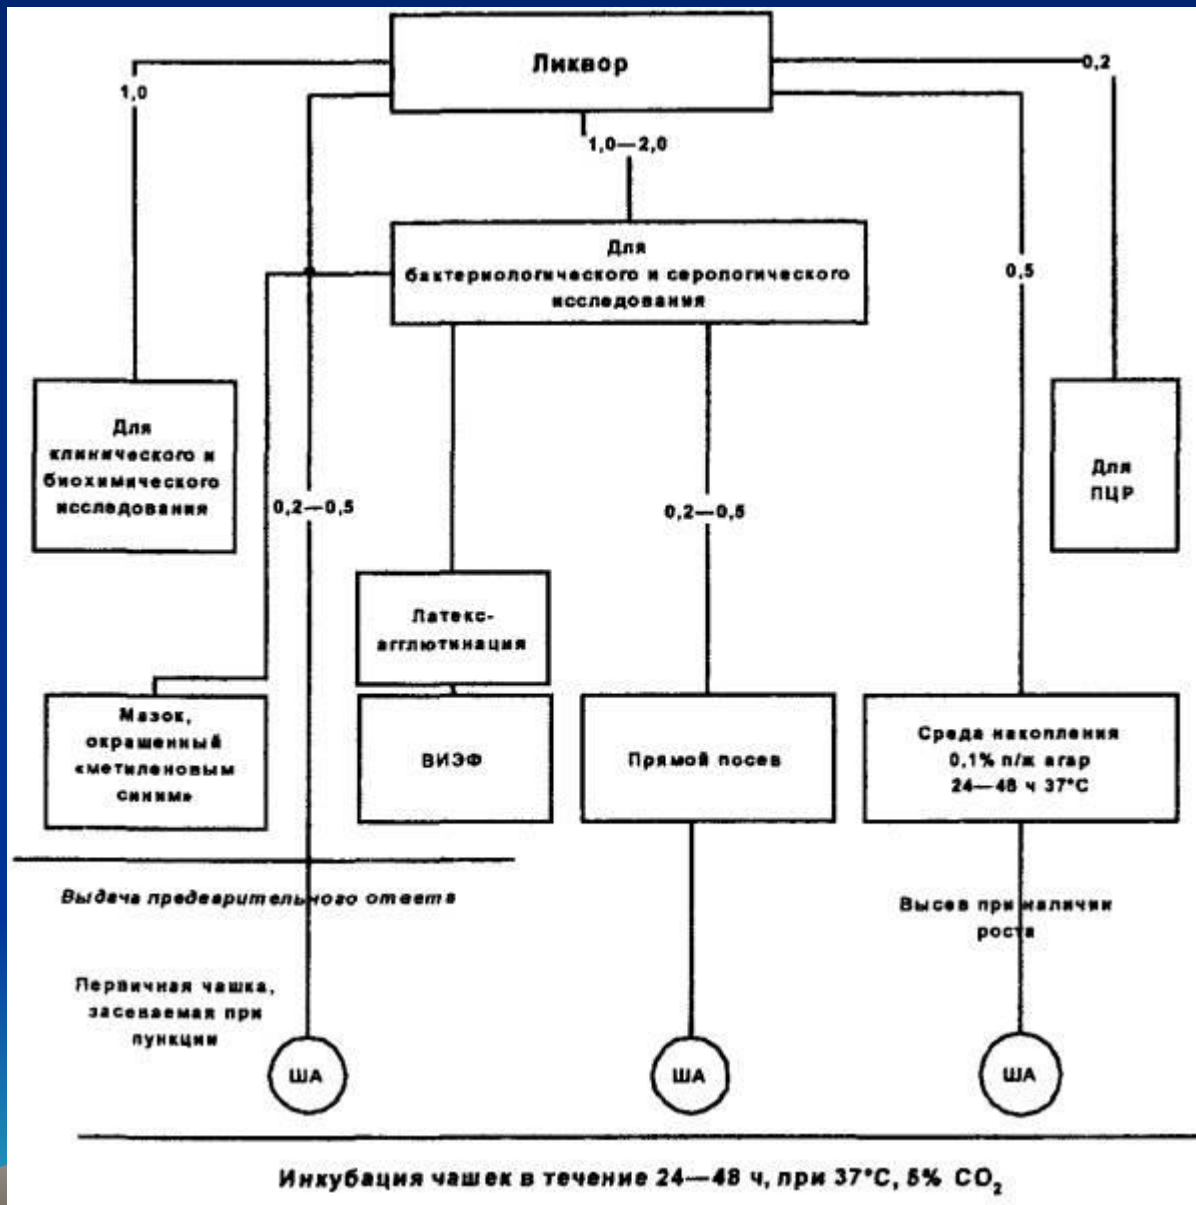 Ликвор
0,2
1,0
1,0—2,0
Для
бактериологического и серологического
исследования
0,5
Для
клинического и
биохимического
исследования
Для
ПЦР
0,2—0,5
0,2—0,5
Латекс-
агглютинация
Мазок,
окрашенный
«метиленовым
синим»
ВИЭФ
Прямой посев
Среда накопления
0,1% п/ж агар
24—48 ч 37°С
Выдача предварительного ответа
Высев при наличии
роста
Первичная чашка,
засеваемая при
пункции
ША
ША
ША
Инкубация чашек в течение 24—48 ч, при 37°С, 5% CO₂